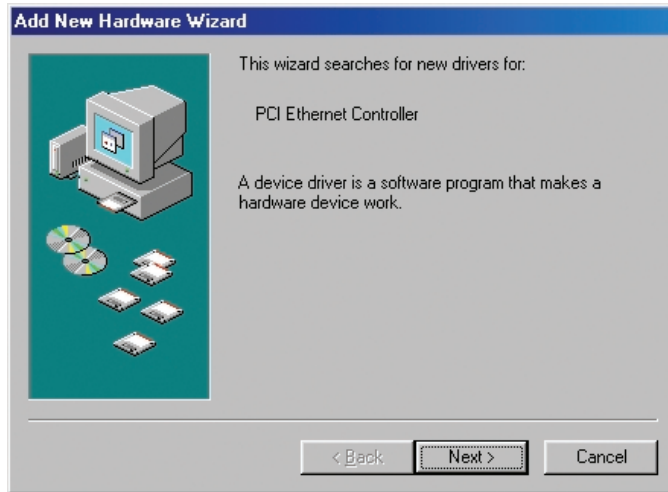 Add New Hardware Wizard
This wizard searches for new drivers for:
PCI Ethernet Controller
A device driver is a software program that makes a
hardware device work.
< Back
Next >
Cancel